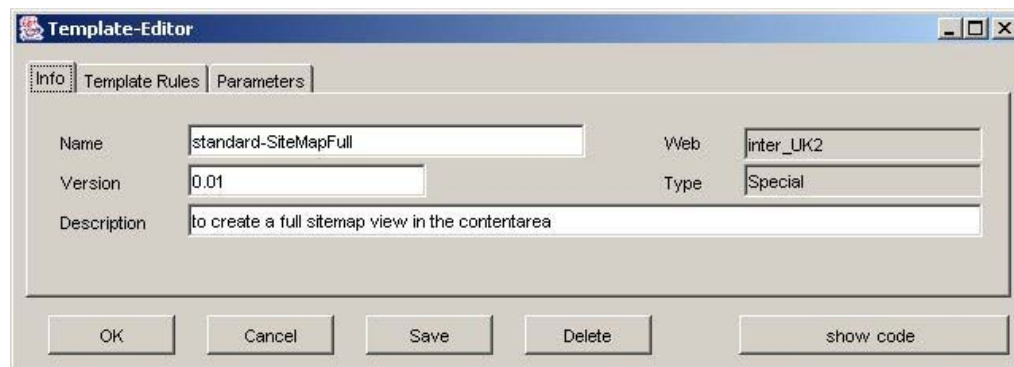 Template-Editor
Info Template Rules Parameters
Name standard-SiteMapFull Web inter_UK2
Version 0.01 Type Special
Description to create a full sitemap view in the contentarea
OK Cancel Save Delete show code